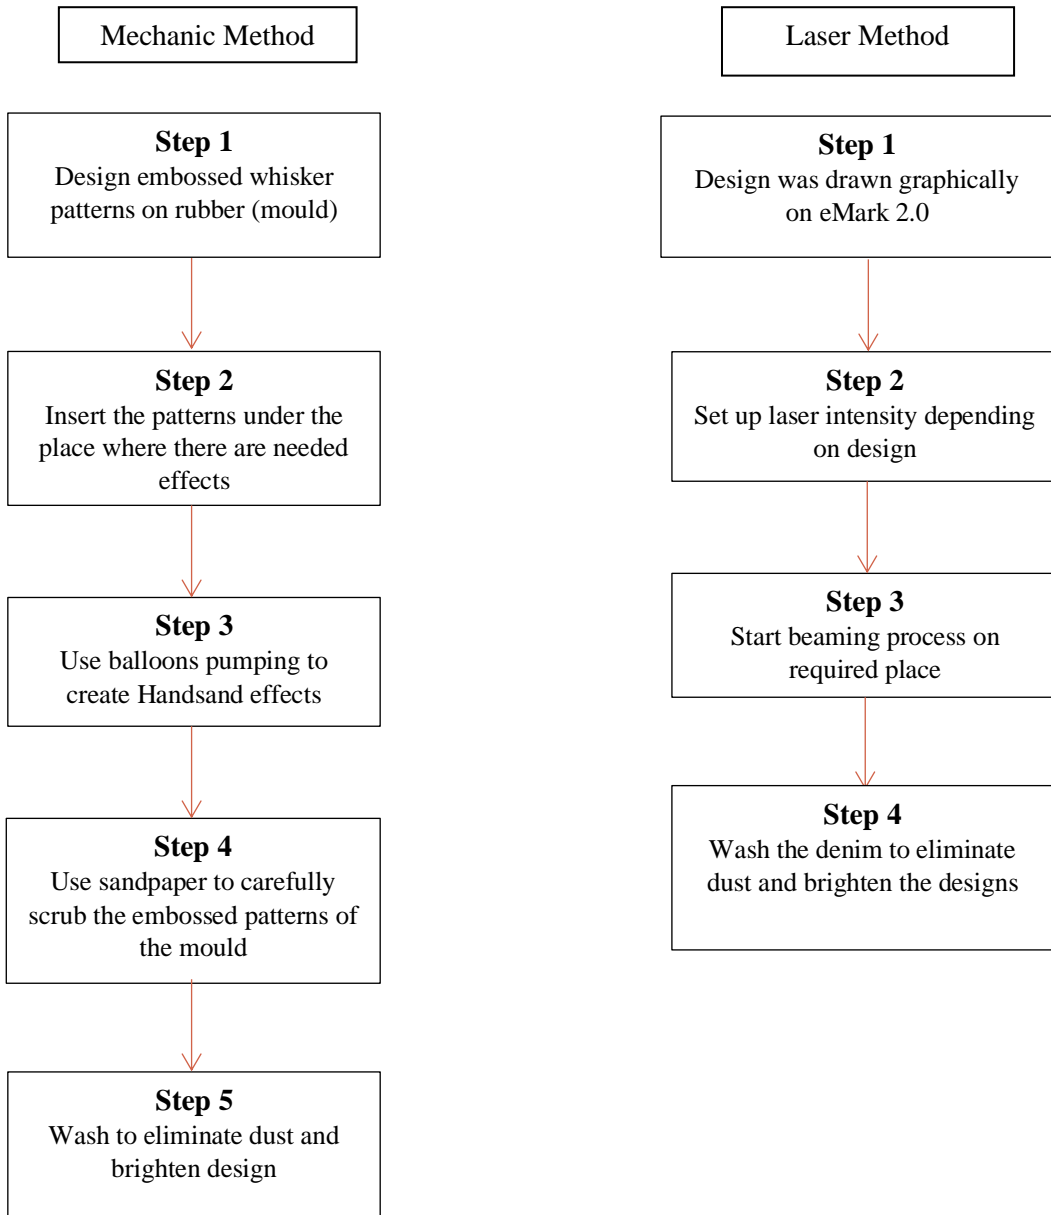 Mechanic Method
Step 1
Design embossed whisker
patterns on rubber (mould)
Step 2
Insert the patterns under the
place where there are needed
effects
Step 3
Use balloons pumping to
create Handsand effects
Step 4
Use sandpaper to carefully
scrub the embossed patterns of
the mould
Step 5
Wash to eliminate dust and
brighten design
Laser Method
Step 1
Design was drawn graphically
on eMark 2.0
Step 2
Set up laser intensity depending
on design
Step 3
Start beaming process on
required place
Step 4
Wash the denim to eliminate
dust and brighten the designs